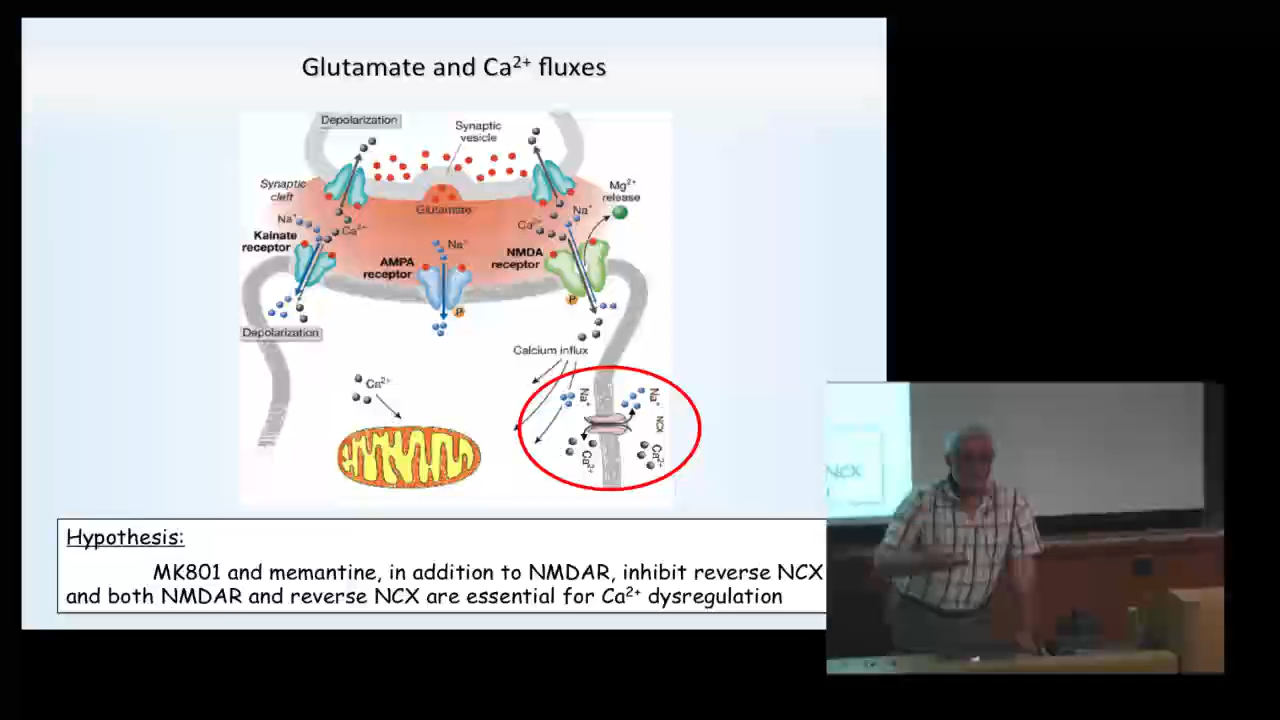 Glutamate and Ca²⁺ fluxes
Depolarization
Synaptic
vesicle
Synaptic
cleft
Mg²⁺
release
Glutamate
Na⁺
Ca²⁺
Na⁺
Ca²⁺
Kainate
receptor
Na⁺
AMPA
receptor
NMDA
receptor
P
P
Depolarization
Calcium influx
Ca²⁺
Na⁺
Na⁺
NCX
Ca²⁺
Ca²⁺
Hypothesis:
MK801 and memantine, in addition to NMDAR, inhibit reverse NCX
and both NMDAR and reverse NCX are essential for Ca²⁺ dysregulation
NCX